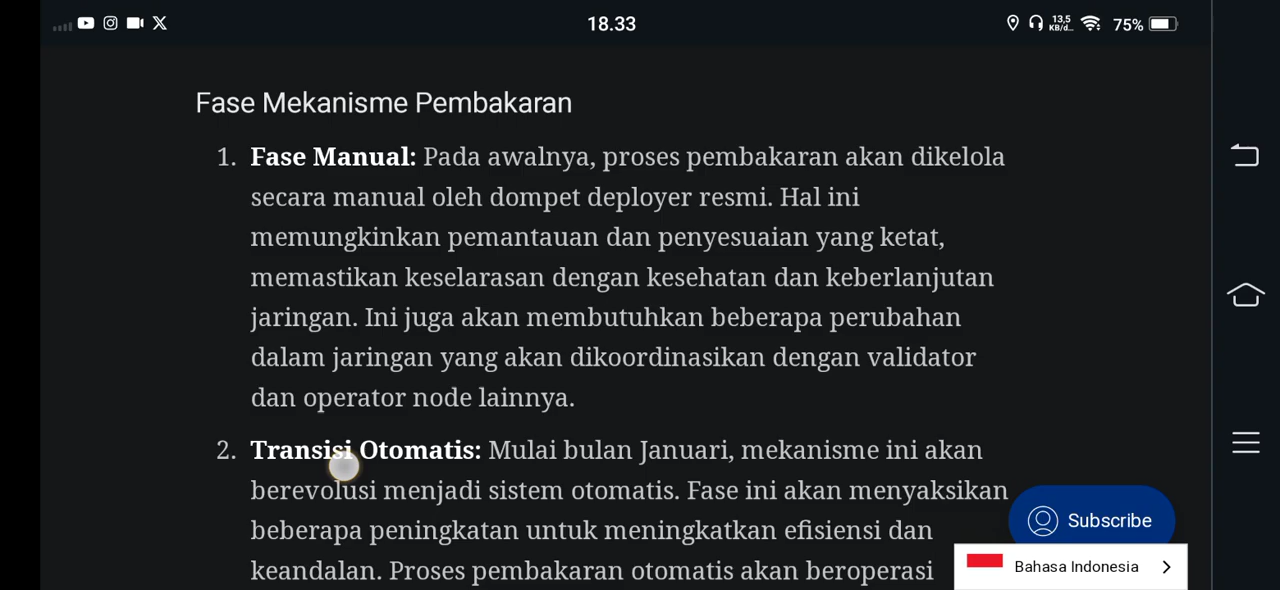 18.33
13,5
KB/d...
75%
Fase Mekanisme Pembakaran
1. Fase Manual: Pada awalnya, proses pembakaran akan dikelola
secara manual oleh dompet deployer resmi. Hal ini
memungkinkan pemantauan dan penyesuaian yang ketat,
memastikan keselarasan dengan kesehatan dan keberlanjutan
jaringan. Ini juga akan membutuhkan beberapa perubahan
dalam jaringan yang akan dikoordinasikan dengan validator
dan operator node lainnya.
2. Transisi Otomatis: Mulai bulan Januari, mekanisme ini akan
berevolusi menjadi sistem otomatis. Fase ini akan menyaksikan
beberapa peningkatan untuk meningkatkan efisiensi dan
keandalan. Proses pembakaran otomatis akan beroperasi
Subscribe
Bahasa Indonesia